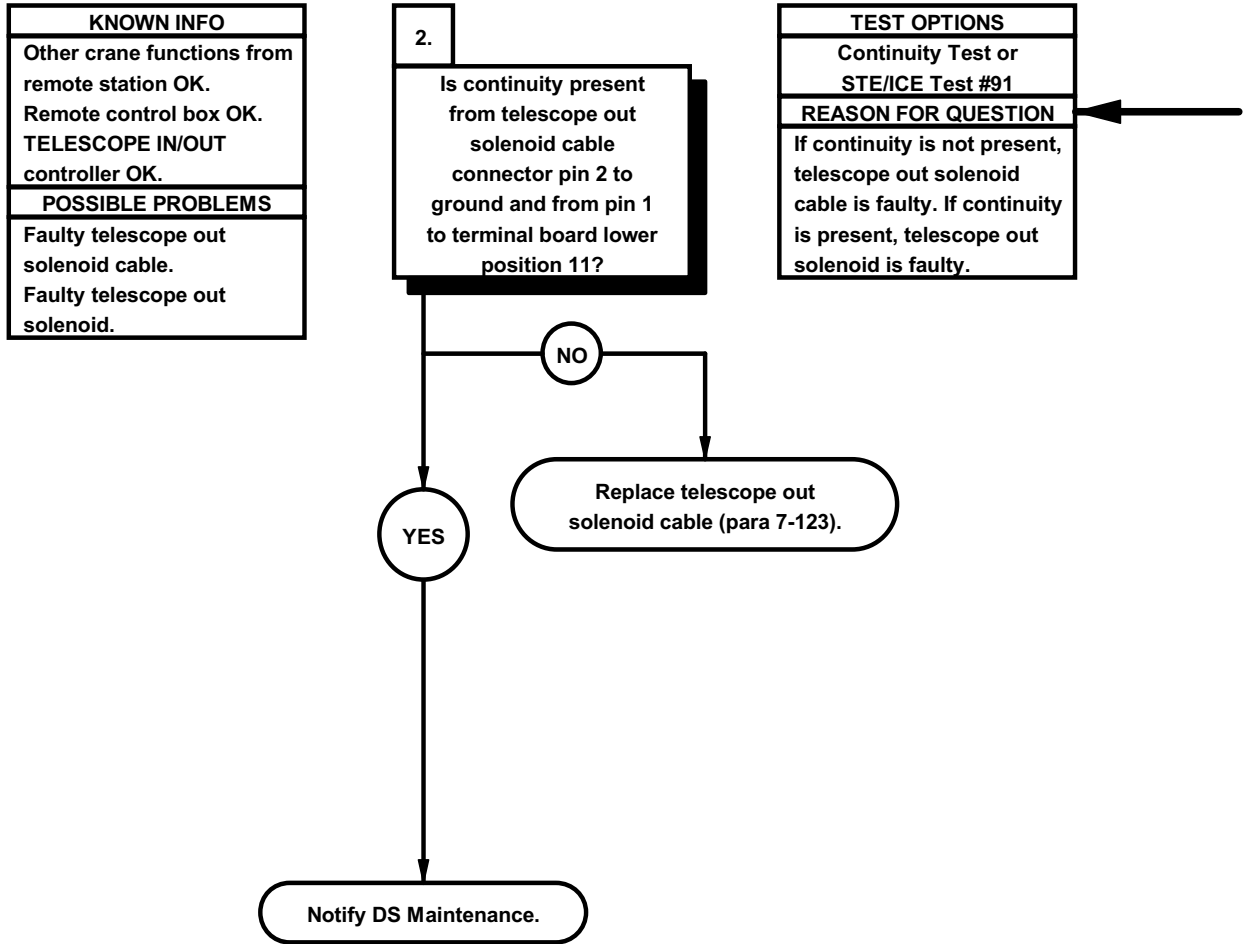 KNOWN INFO
Other crane functions from
remote station OK.
Remote control box OK.
TELESCOPE IN/OUT
controller OK.
POSSIBLE PROBLEMS
Faulty telescope out
solenoid cable.
Faulty telescope out
solenoid.
2.
Is continuity present
from telescope out
solenoid cable
connector pin 2 to
ground and from pin 1
to terminal board lower
position 11?
TEST OPTIONS
Continuity Test or
STE/ICE Test #91
REASON FOR QUESTION
If continuity is not present,
telescope out solenoid
cable is faulty. If continuity
is present, telescope out
solenoid is faulty.
NO
Replace telescope out
solenoid cable (para 7-123).
YES
Notify DS Maintenance.